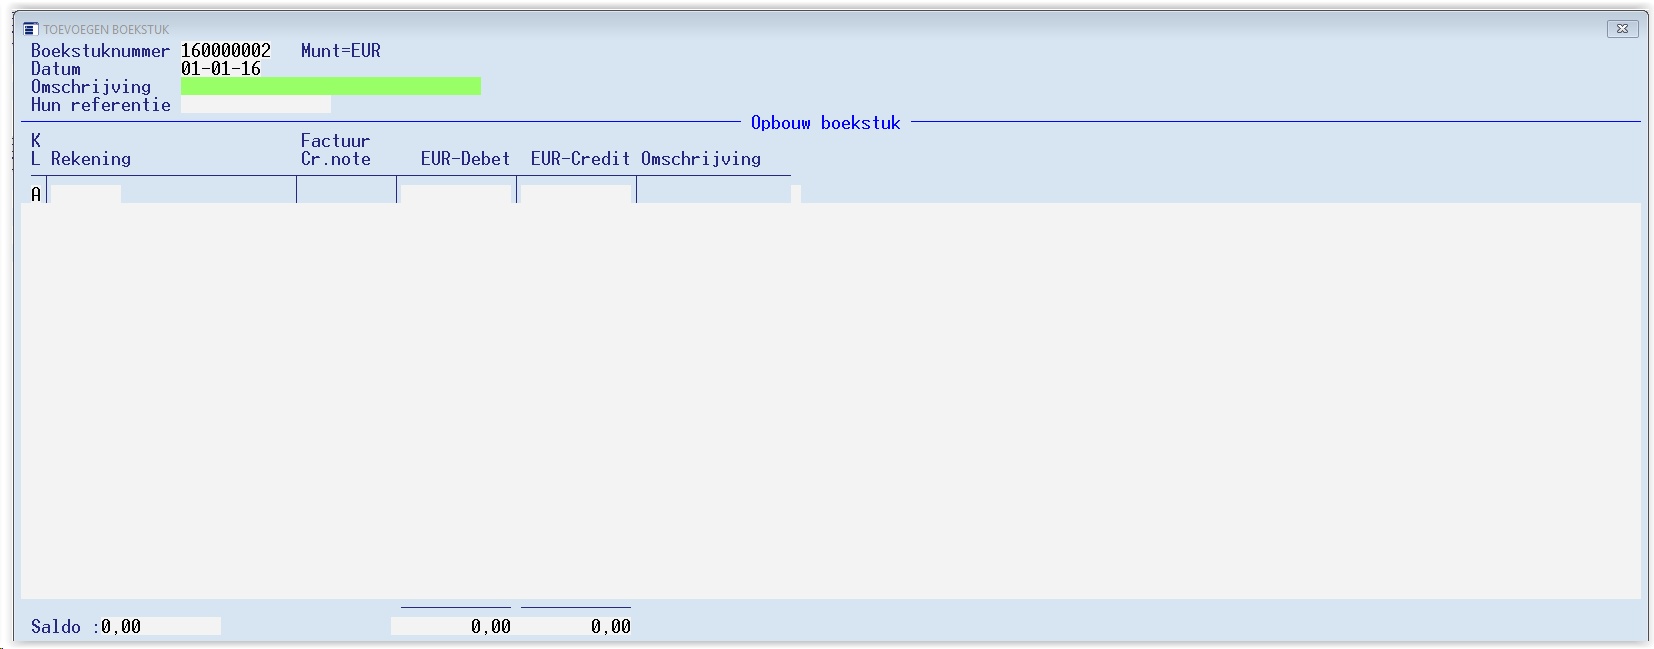 TOEVOEGEN BOEKSTUK
Boekstuknummer 160000002 Munt=EUR
Datum 01-01-16
Omschrijving
Hun referentie
Opbouw boekstuk
K Factuur
L Rekening Cr.note EUR-Debet EUR-Credit Omschrijving
A
Saldo :0,00 0,00 0,00